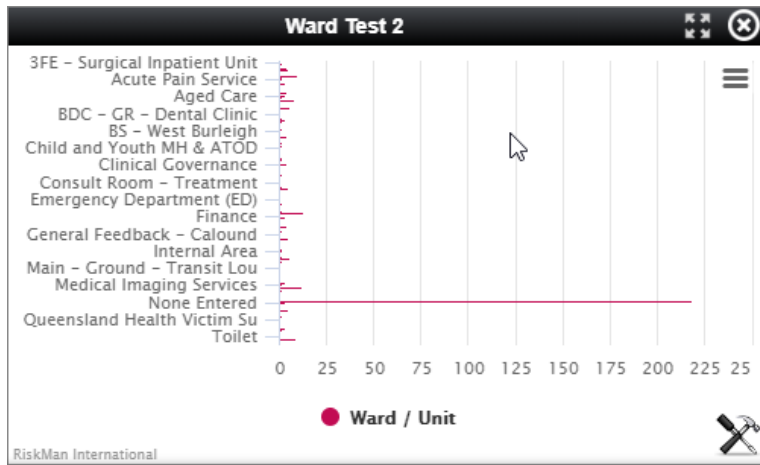 Ward Test 2
3FE - Surgical Inpatient Unit
Acute Pain Service
Aged Care
BDC - GR - Dental Clinic
BS - West Burleigh
Child and Youth MH & ATOD
Clinical Governance
Consult Room - Treatment
Emergency Department (ED)
Finance
General Feedback - Calound
Internal Area
Main - Ground - Transit Lou
Medical Imaging Services
None Entered
Queensland Health Victim Su
Toilet
0 25 50 75 100 125 150 175 200 225 25
Ward / Unit
RiskMan International